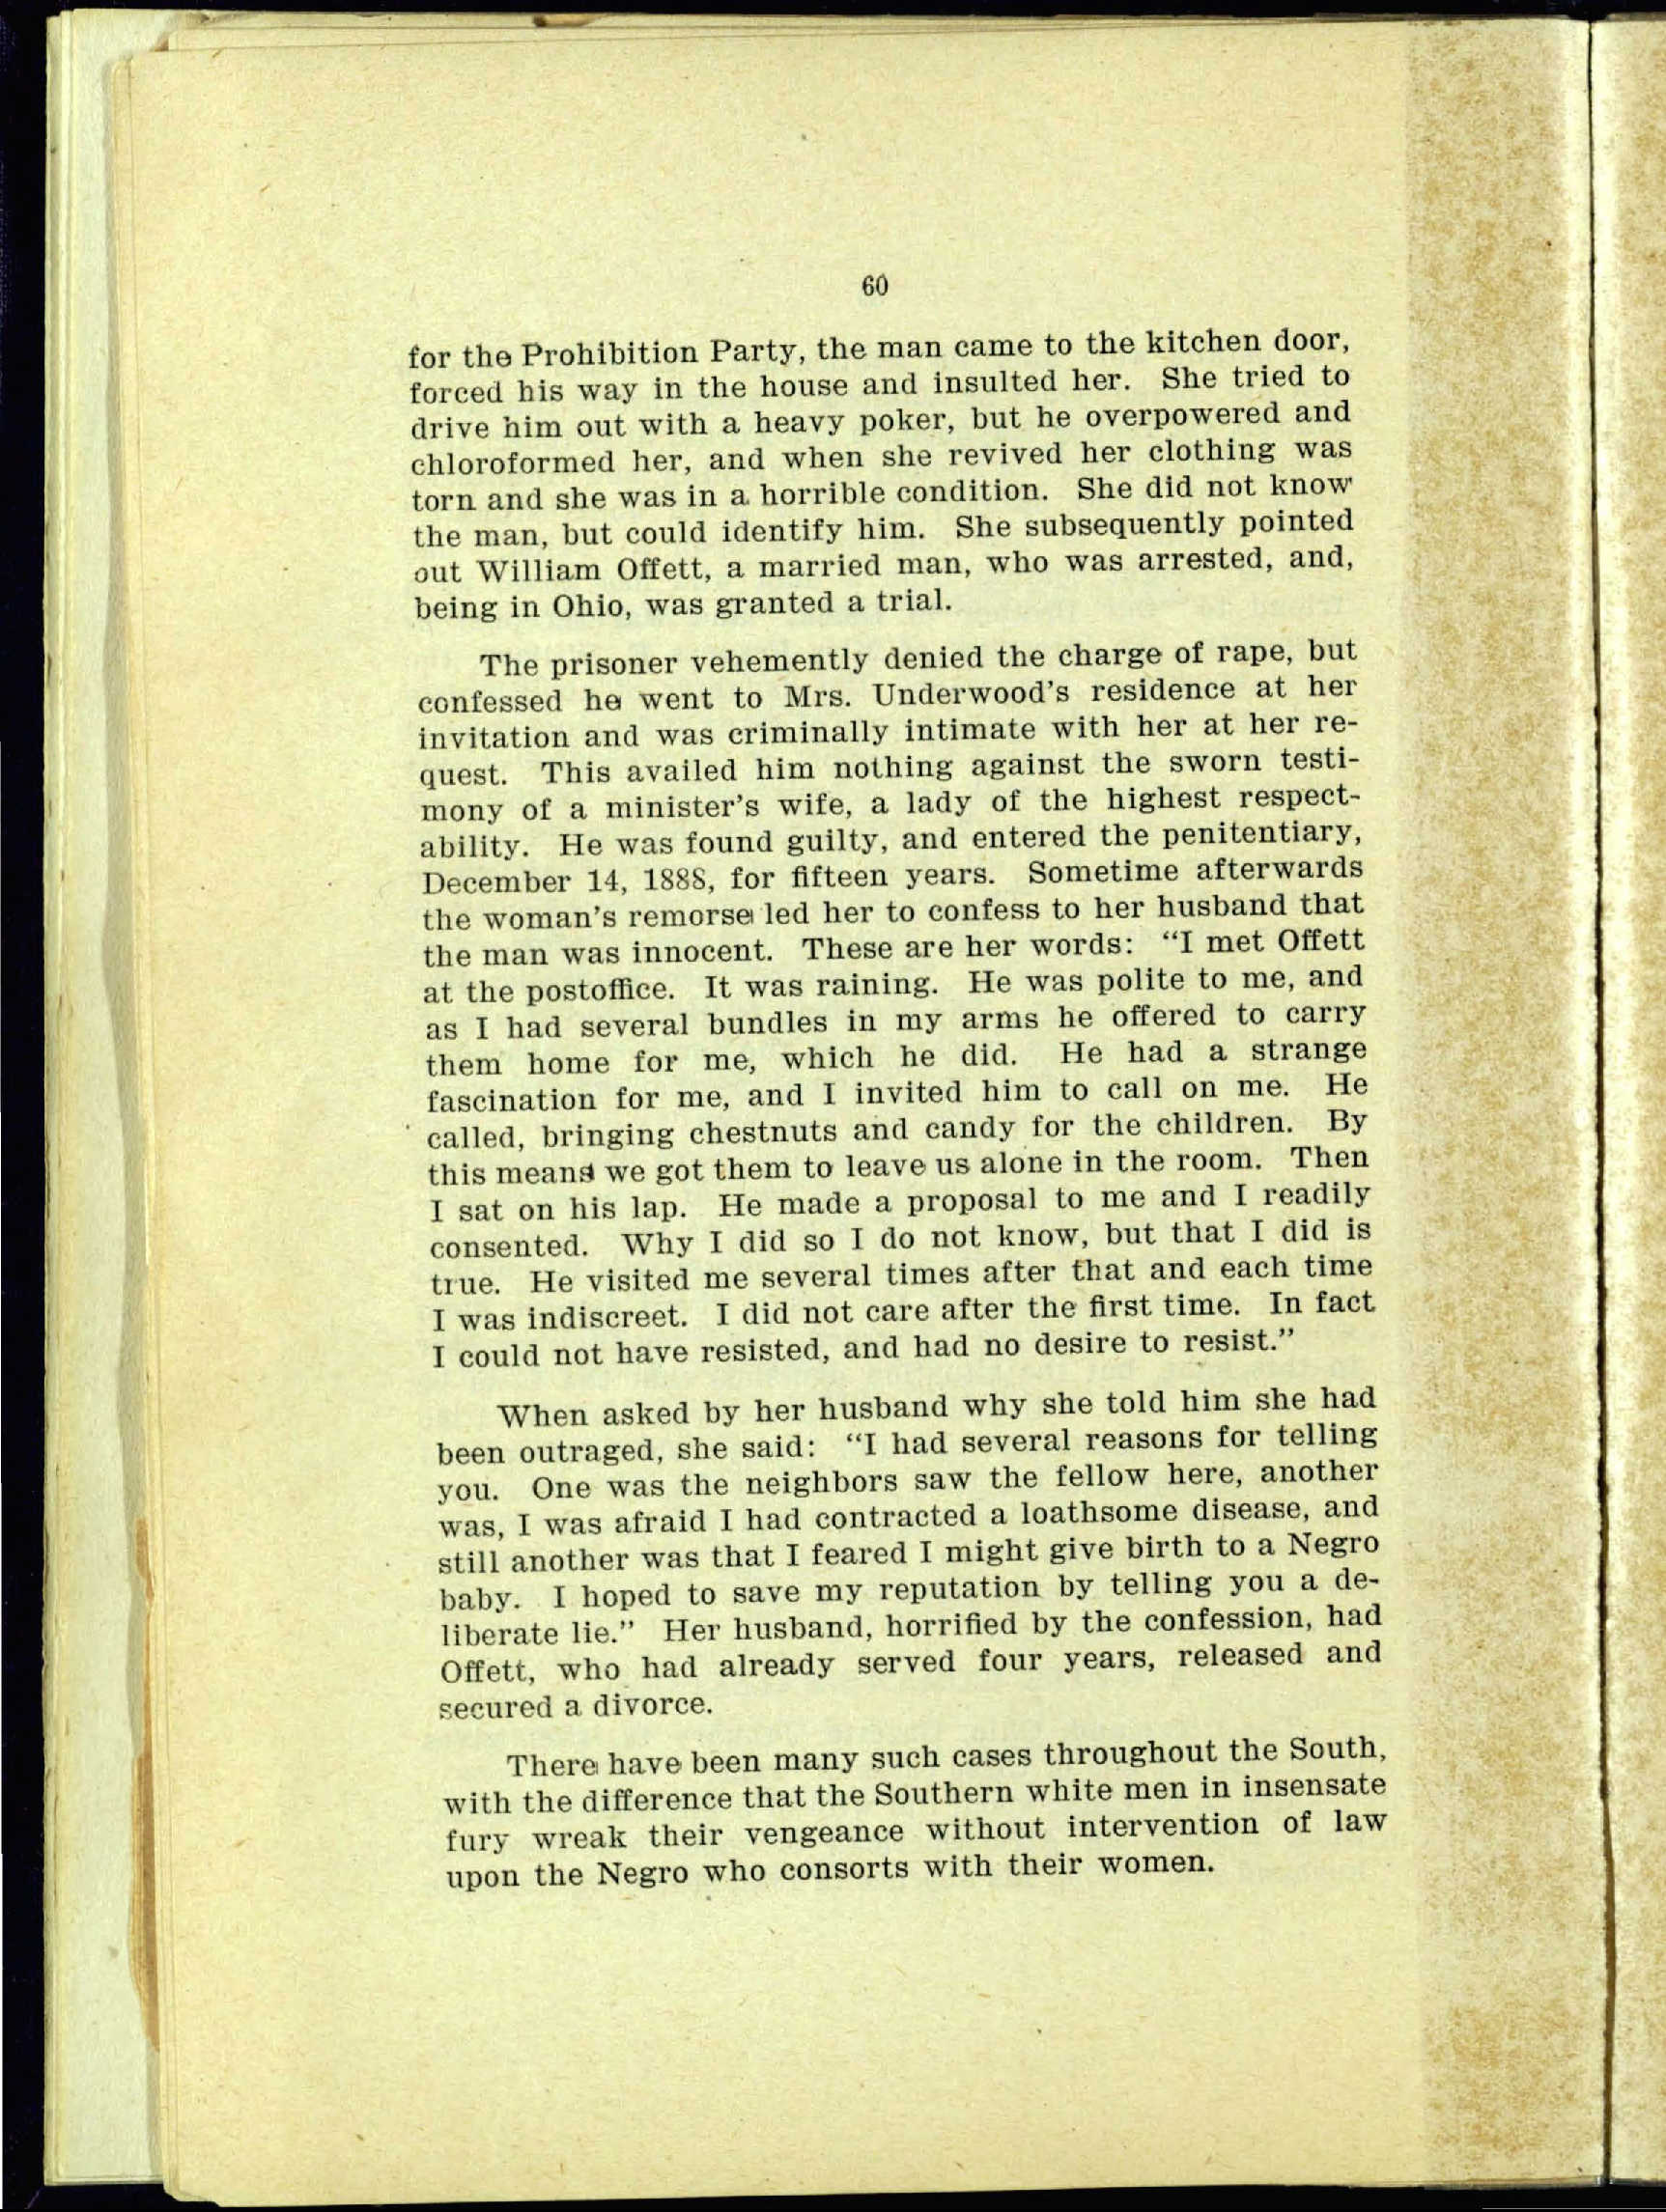 60
for the Prohibition Party, the man came to the kitchen door,
forced his way in the house and insulted her. She tried to
drive him out with a heavy poker, but he overpowered and
chloroformed her, and when she revived her clothing was
torn and she was in a horrible condition. She did not know
the man, but could identify him. She subsequently pointed
out William Offett, a married man, who was arrested, and,
being in Ohio, was granted a trial.
The prisoner vehemently denied the charge of rape, but
confessed he went to Mrs. Underwood's residence at her
invitation and was criminally intimate with her at her re-
quest. This availed him nothing against the sworn testi-
mony of a minister's wife, a lady of the highest respect-
ability. He was found guilty, and entered the penitentiary,
December 14, 1888, for fifteen years. Sometime afterwards
the woman's remorse led her to confess to her husband that
the man was innocent. These are her words: "I met Offett
at the postoffice. It was raining. He was polite to me, and
as I had several bundles in my arms he offered to carry
them home for me, which he did. He had a strange
fascination for me, and I invited him to call on me. He
called, bringing chestnuts and candy for the children. By
this means we got them to leave us alone in the room. Then
I sat on his lap. He made a proposal to me and I readily
consented. Why I did so I do not know, but that I did is
true. He visited me several times after that and each time
I was indiscreet. I did not care after the first time. In fact
I could not have resisted, and had no desire to resist."
When asked by her husband why she told him she had
been outraged, she said: "I had several reasons for telling
you. One was the neighbors saw the fellow here, another
was, I was afraid I had contracted a loathsome disease, and
still another was that I feared I might give birth to a Negro
baby. I hoped to save my reputation by telling you a de-
liberate lie." Her husband, horrified by the confession, had
Offett, who had already served four years, released and
secured a divorce.
There have been many such cases throughout the South,
with the difference that the Southern white men in insensate
fury wreak their vengeance without intervention of law
upon the Negro who consorts with their women.